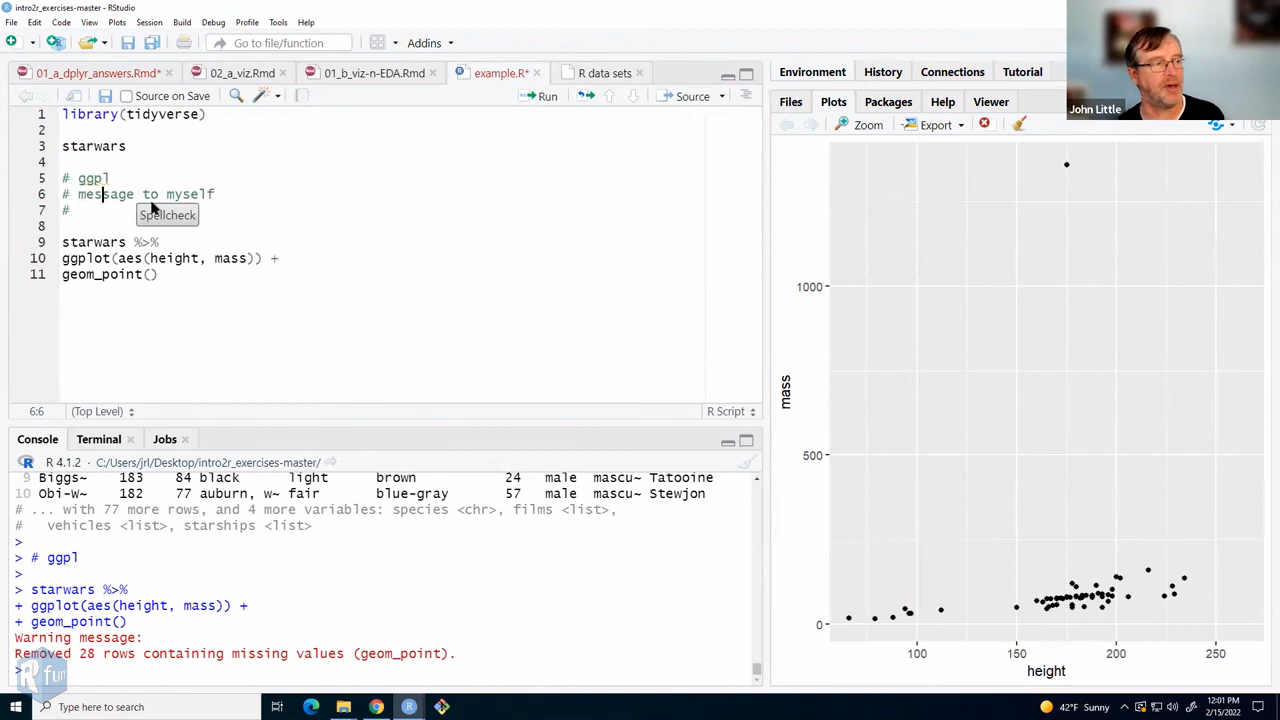 intro2r_exercises-master - RStudio
File Edit Code View Plots Session Build Debug Profile Tools Help
Go to file/function Addins
01_a_dplyr_answers.Rmd* 02_a_viz.Rmd 01_b_viz-n-EDA.Rmd example.R* R data sets
Source on Save Run Source
1 library(tidyverse)
2
3 starwars
4
5 # ggpl
6 # message to myself
7 #
Spellcheck
8
9 starwars %>%
10 ggplot(aes(height, mass)) +
11 geom_point()
6:6 (Top Level) R Script
Console Terminal Jobs
R 4.1.2 · C:/Users/jrl/Desktop/intro2r_exercises-master/
9 Biggs~ 183 84 black light brown 24 male mascu~ Tatooine
10 Obi-W~ 182 77 auburn, w~ fair blue-gray 57 male mascu~ Stewjon
# ... with 77 more rows, and 4 more variables: species <chr>, films <list>,
# vehicles <list>, starships <list>
>
> # ggpl
>
> starwars %>%
+ ggplot(aes(height, mass)) +
+ geom_point()
Warning message:
Removed 28 rows containing missing values (geom_point).
>
R fun
Environment History Connections Tutorial
Files Plots Packages Help Viewer
Zoom Export
John Little
1000
500
0
mass
100 150 200 250
height
Type here to search
42°F Sunny
12:01 PM
2/15/2022